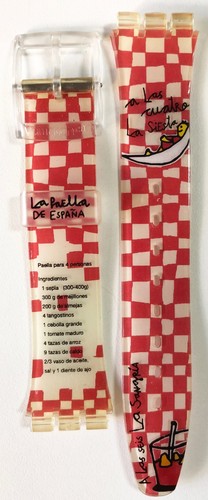 La Paella
DE ESPAÑA
Paella para 4 personas
Ingredientes
1 sepia (300-400g)
300 g de mejillones
200 g de almejas
4 langostinos
1 cebolla grande
1 tomate maduro
4 tazas de arroz
9 tazas de caldo
2/3 vaso de aceite,
sal y 1 diente de ajo
a Las
cuatro
La Siesta
A las seis La Sangría